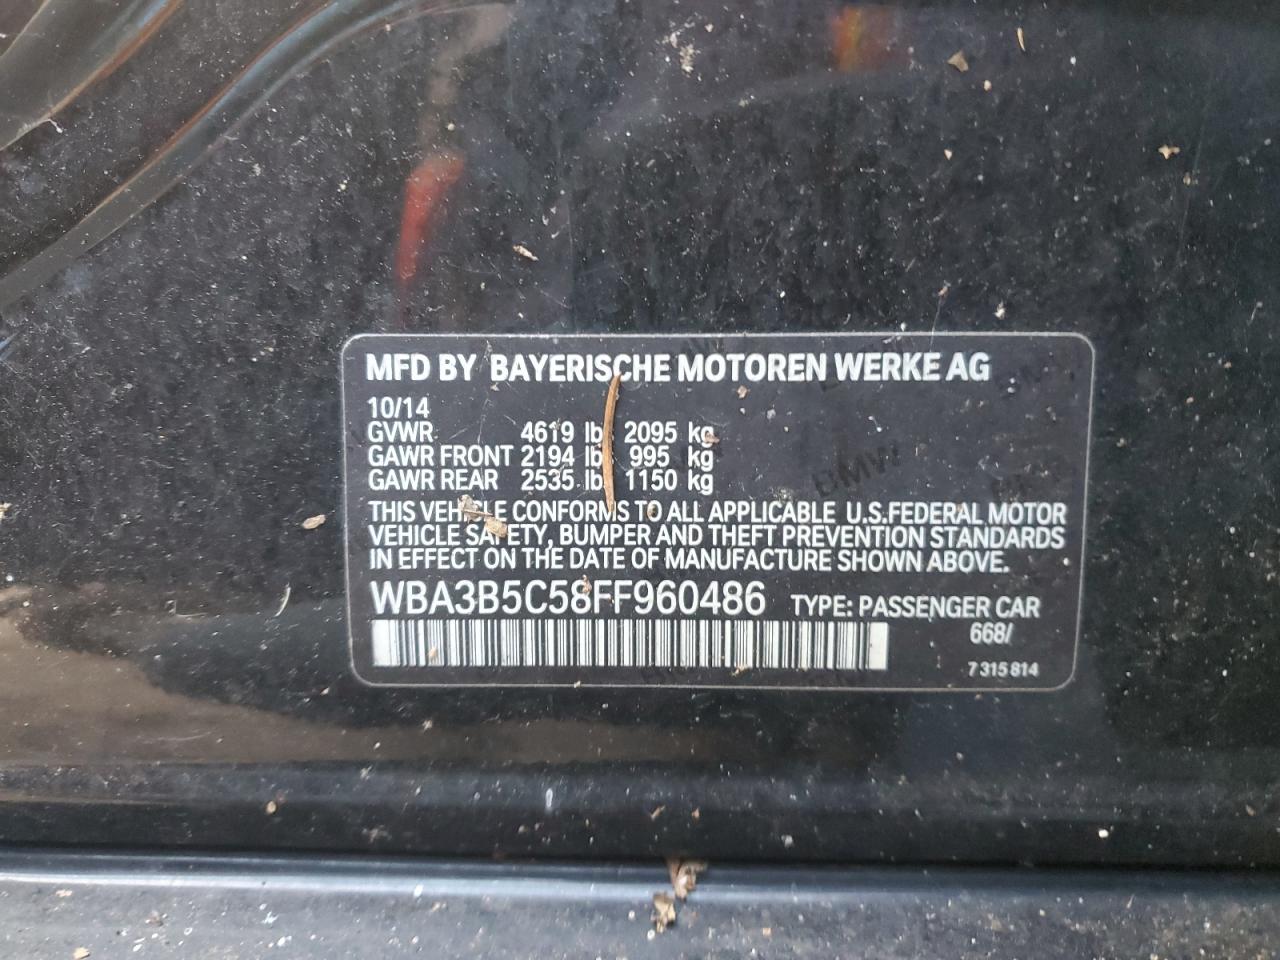 MFD BY BAYERISCHE MOTOREN WERKE AG
10/14
GVWR 4619 lb 2095 kg
GAWR FRONT 2194 lb 995 kg
GAWR REAR 2535 lb 1150 kg
THIS VEHICLE CONFORMS TO ALL APPLICABLE U.S.FEDERAL MOTOR
VEHICLE SAFETY, BUMPER AND THEFT PREVENTION STANDARDS
IN EFFECT ON THE DATE OF MANUFACTURE SHOWN ABOVE.
WBA3B5C58FF960486 TYPE: PASSENGER CAR
668/
7 315 814
BMW